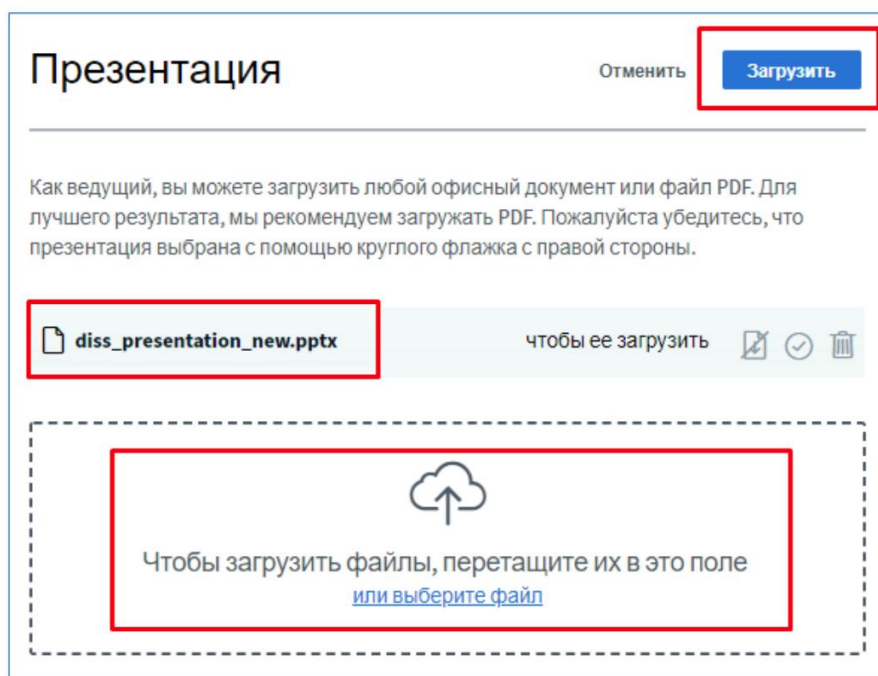 Презентация
Отменить
Загрузить
Как ведущий, вы можете загрузить любой офисный документ или файл PDF. Для
лучшего результата, мы рекомендуем загружать PDF. Пожалуйста убедитесь, что
презентация выбрана с помощью круглого флажка с правой стороны.
diss_presentation_new.pptx
чтобы ее загрузить
Чтобы загрузить файлы, перетащите их в это поле
или выберите файл